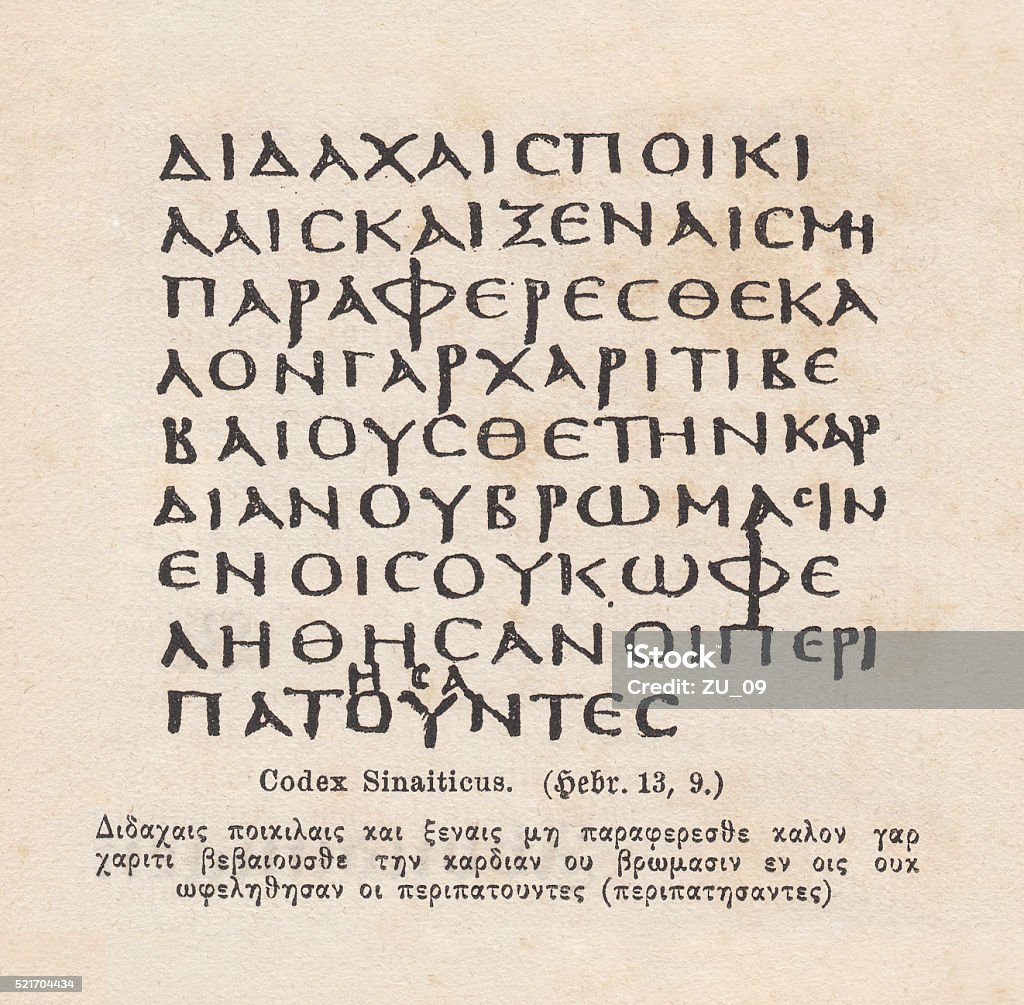 ΔΙΔΑΧΑΙϹΠΟΙΚΙ
ΛΑΙϹΚΑΙΞΕΝΑΙϹΜΗ
ΠΑΡΑΦΕΡΕϹΘΕΚΑ
ΛΟΝΓΑΡΧΑΡΙΤΙΒΕ
ΒΑΙΟΥϹΘΕΤΗΝΚΑΡ
ΔΙΑΝΟΥΒΡΩΜΑϹΙΝ
ΕΝΟΙϹΟΥΚΩΦΕ
ΛΗΘΗϹΑΝΟΙΠΕΡΙ
ΗϹΑ
ΠΑΤΟΥΝΤΕϹ
iStock
Credit: ZU_09
Codex Sinaiticus. (Hebr. 13, 9.)
Διδαχαις ποικιλαις και ξεναις μη παραφερεσθε καλον γαρ
χαριτι βεβαιουσθε την καρδιαν ου βρωμασιν εν οις ουκ
ωφεληθησαν οι περιπατουντες (περιπατησαντες)
521704434